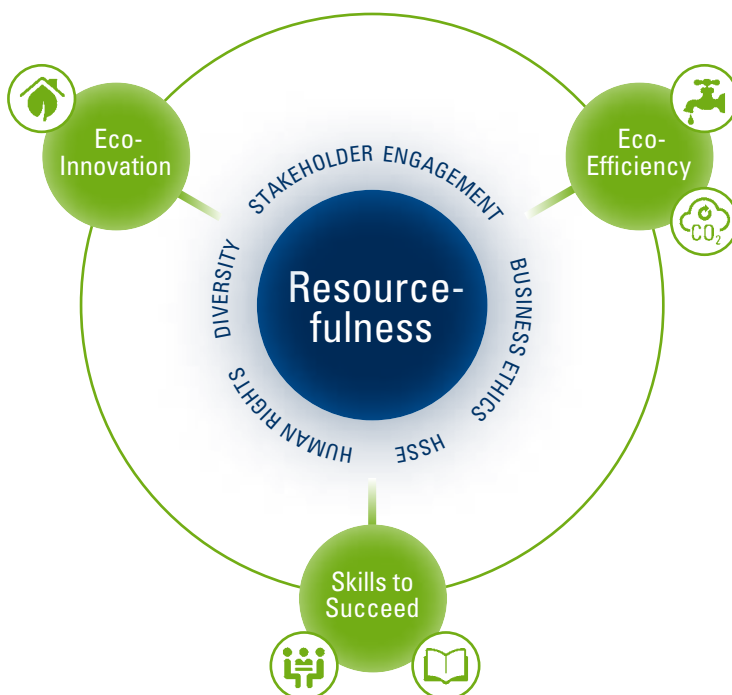 Eco-
Innovation
Eco-
Efficiency
CO₂
STAKEHOLDER ENGAGEMENT
DIVERSITY
BUSINESS ETHICS
Resource-
fulness
HUMAN RIGHTS
HSSE
Skills to
Succeed